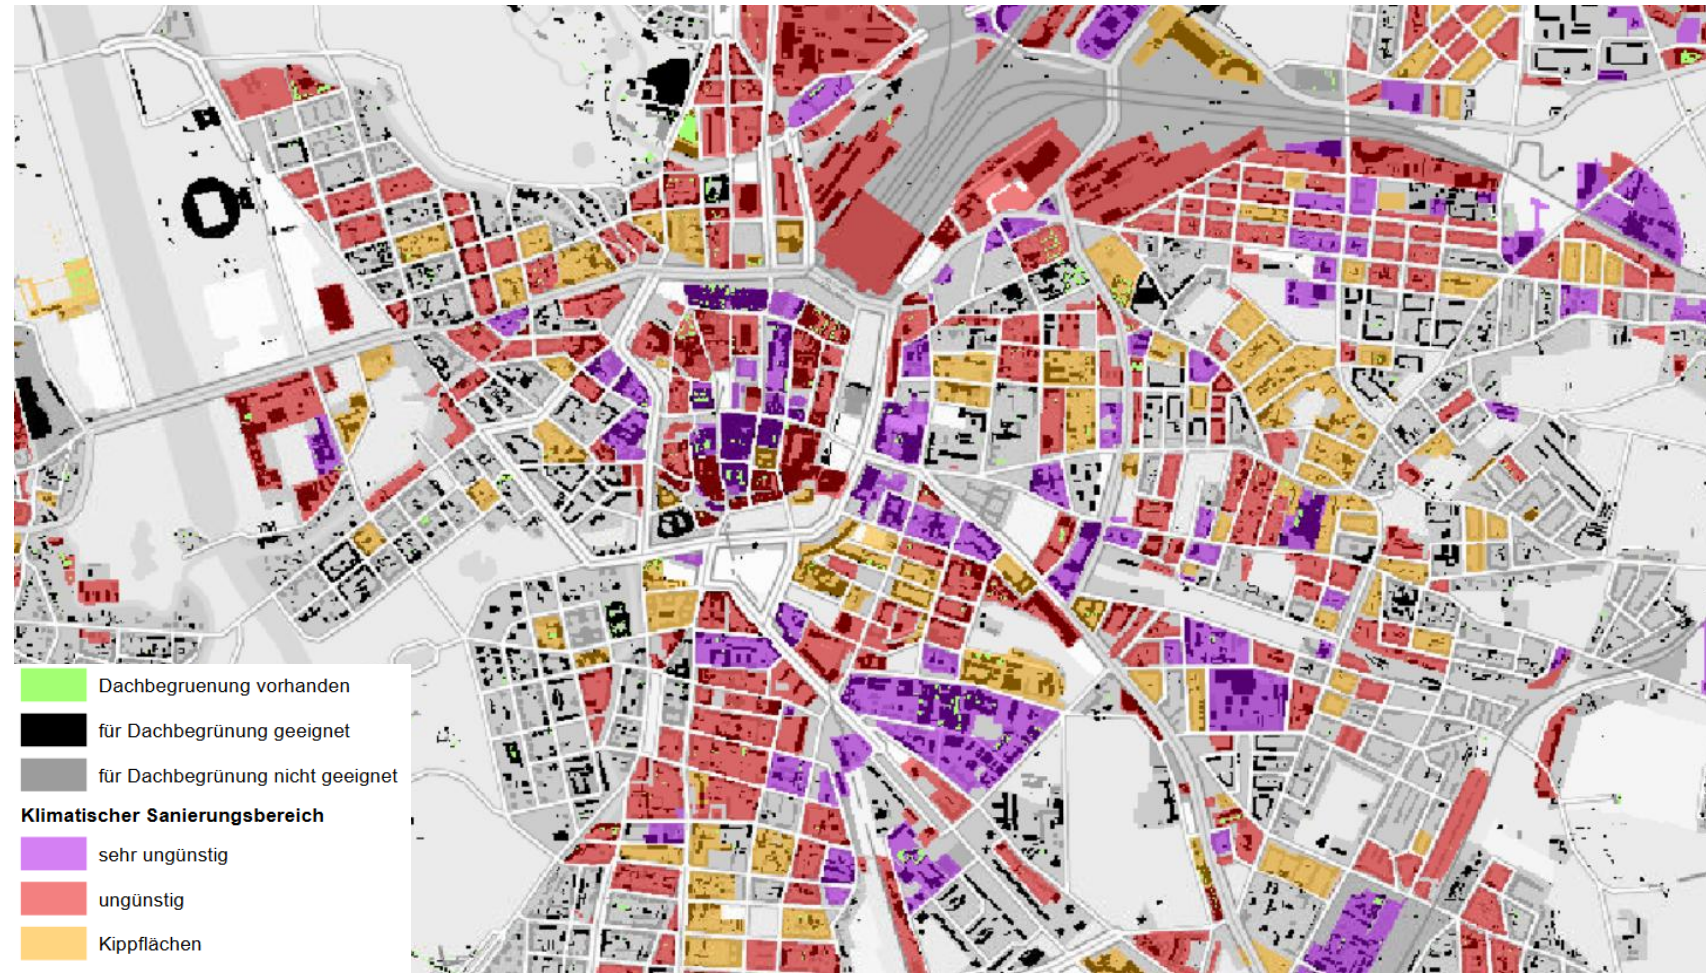 Dachbegruenung vorhanden
für Dachbegrünung geeignet
für Dachbegrünung nicht geeignet
Klimatischer Sanierungsbereich
sehr ungünstig
ungünstig
Kippflächen